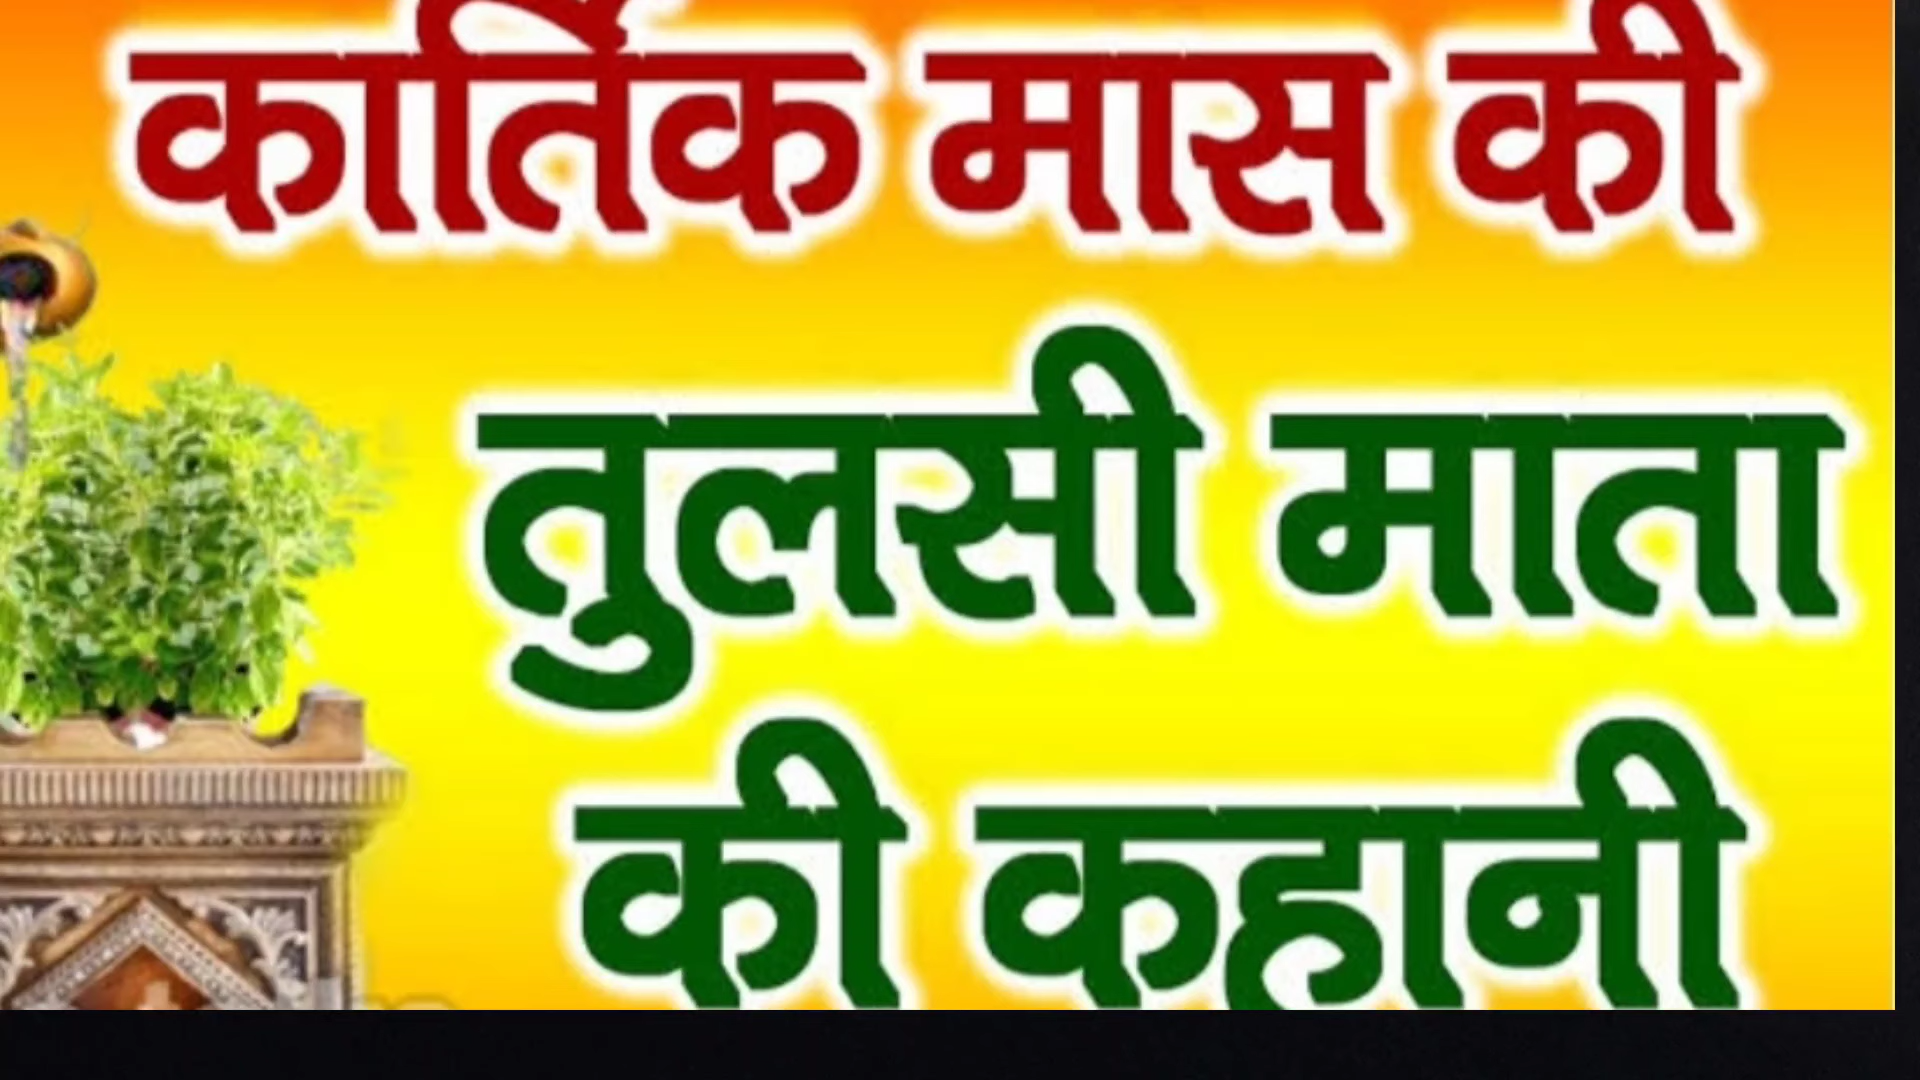 कार्तिक मास की
तुलसी माता
की कहानी